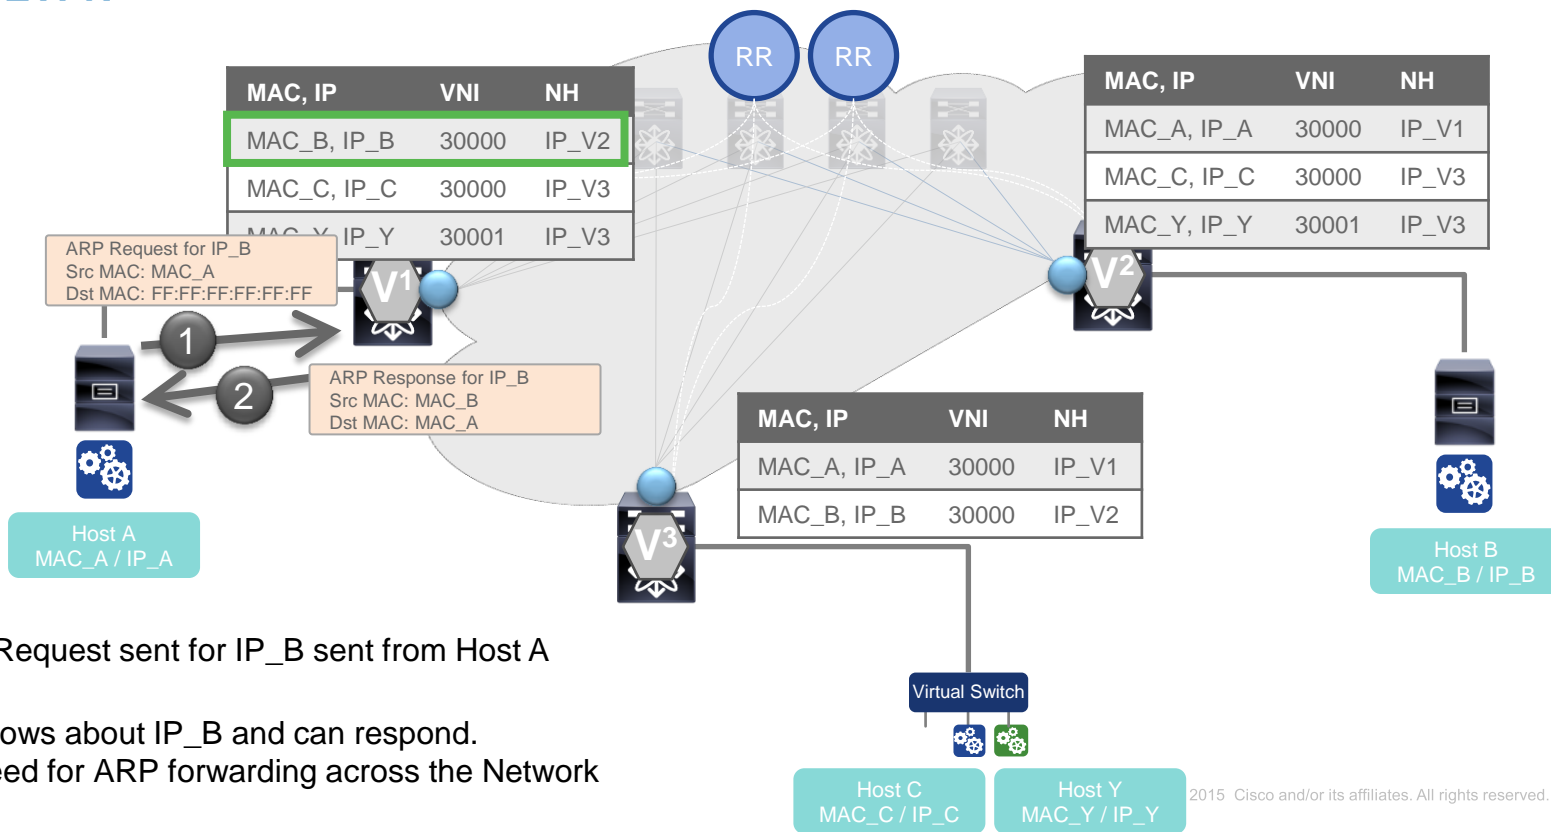 RR
RR
MAC, IP VNI NH
MAC_B, IP_B 30000 IP_V2
MAC_C, IP_C 30000 IP_V3
MAC_Y, IP_Y 30001 IP_V3
MAC, IP VNI NH
MAC_A, IP_A 30000 IP_V1
MAC_C, IP_C 30000 IP_V3
MAC_Y, IP_Y 30001 IP_V3
ARP Request for IP_B
Src MAC: MAC_A
Dst MAC: FF:FF:FF:FF:FF:FF
V1
V2
1
2
ARP Response for IP_B
Src MAC: MAC_B
Dst MAC: MAC_A
MAC, IP VNI NH
MAC_A, IP_A 30000 IP_V1
MAC_B, IP_B 30000 IP_V2
V3
Host A
MAC_A / IP_A
Host B
MAC_B / IP_B
Request sent for IP_B sent from Host A
ows about IP_B and can respond.
eed for ARP forwarding across the Network
Virtual Switch
Host C
MAC_C / IP_C
Host Y
MAC_Y / IP_Y
2015 Cisco and/or its affiliates. All rights reserved.